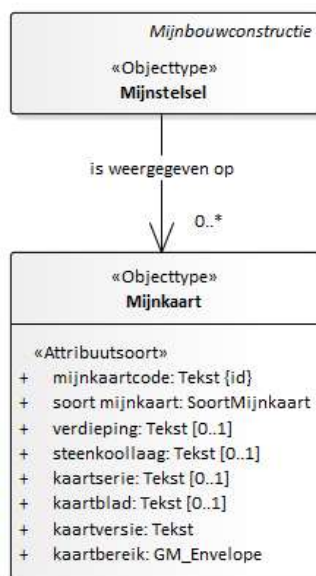 Mijnbouwconstructie
«Objecttype»
Mijnstelsel
is weergegeven op
0..*
«Objecttype»
Mijnkaart
«Attribuutsoort»
+ mijnkaartcode: Tekst {id}
+ soort mijnkaart: SoortMijnkaart
+ verdieping: Tekst [0..1]
+ steenkoollaag: Tekst [0..1]
+ kaartserie: Tekst [0..1]
+ kaartblad: Tekst [0..1]
+ kaartversie: Tekst
+ kaartbereik: GM_Envelope